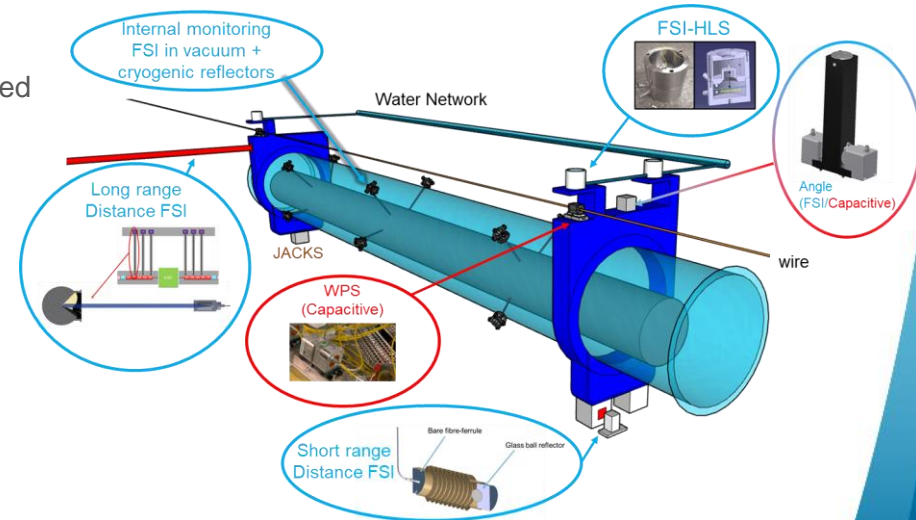 Internal monitoring
FSI in vacuum +
cryogenic reflectors
FSI-HLS
ed
Water Network
Long range
Distance FSI
Angle
(FSI/Capacitive)
JACKS
wire
WPS
(Capacitive)
Short range
Distance FSI
Bare fibre-ferrule
Glass ball reflector